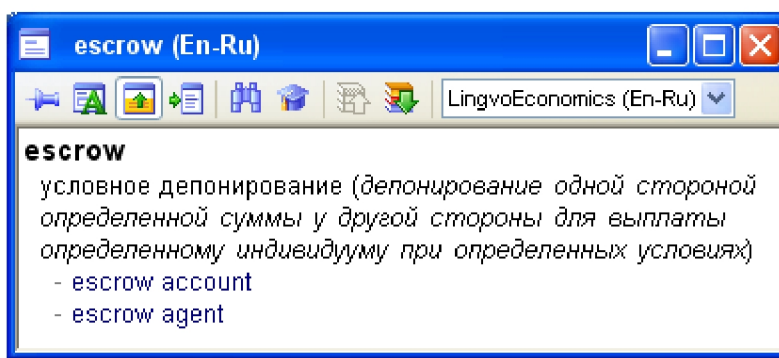 escrow (En-Ru)
LingvoEconomics (En-Ru)
escrow
условное депонирование (депонирование одной стороной
определенной суммы у другой стороны для выплаты
определенному индивидууму при определенных условиях)
- escrow account
- escrow agent